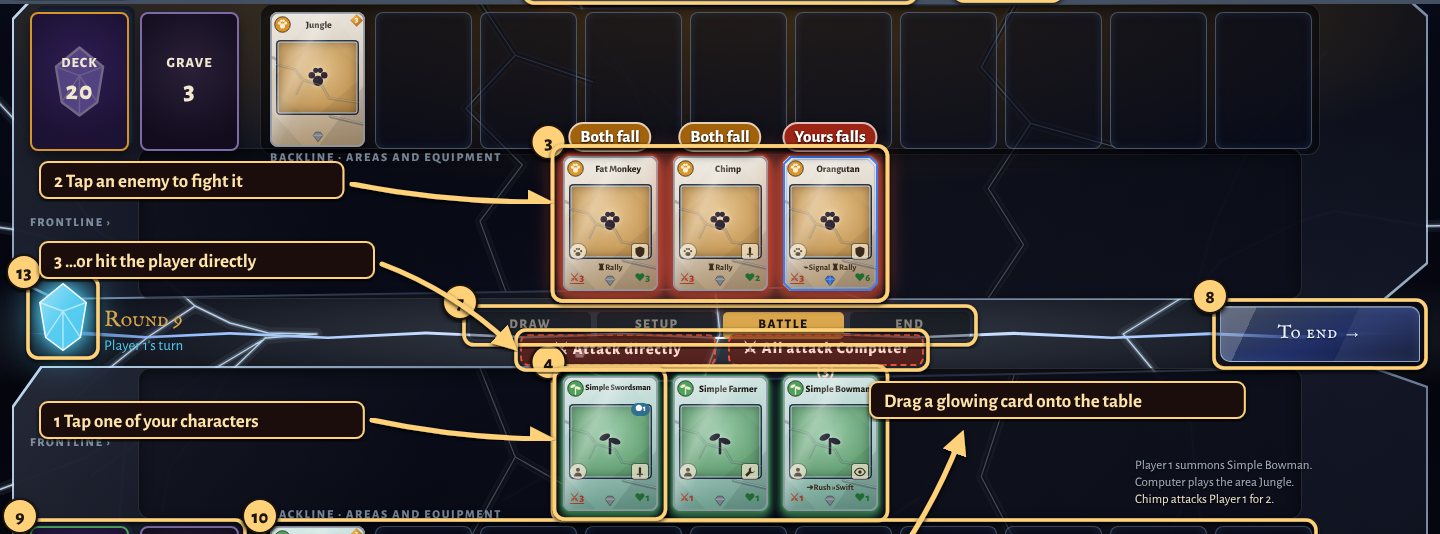 DECK
20
GRAVE
3
Jungle
3
BACKLINE · AREAS AND EQUIPMENT
3
Both fall
Both fall
Yours falls
Fat Monkey
Rally
3
3
Chimp
Rally
3
2
Orangutan
Signal Rally
3
6
2 Tap an enemy to fight it
FRONTLINE ›
3 …or hit the player directly
13
ROUND 9
Player 1's turn
DRAW
SETUP
BATTLE
END
8
TO END →
Attack directly
All attack Computer
(3)
4
Simple Swordsman
1
3
1
Simple Farmer
1
1
Simple Bowman
Rush Swift
1
1
Drag a glowing card onto the table
1 Tap one of your characters
FRONTLINE ›
Player 1 summons Simple Bowman.
Computer plays the area Jungle.
Chimp attacks Player 1 for 2.
9
10
BACKLINE · AREAS AND EQUIPMENT